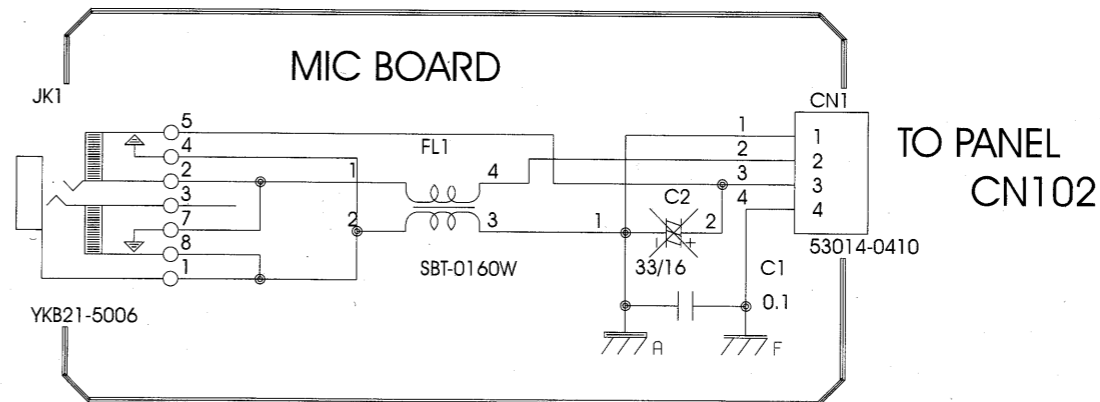 MIC BOARD
JK1
CN1
TO PANEL
CN102
5
4
2
3
7
8
1
FL1
1
2
4
3
SBT-0160W
1
2
3
4
1
2
3
4
C2
1
2
- +
33/16
C1
0.1
53014-0410
YKB21-5006
A
F